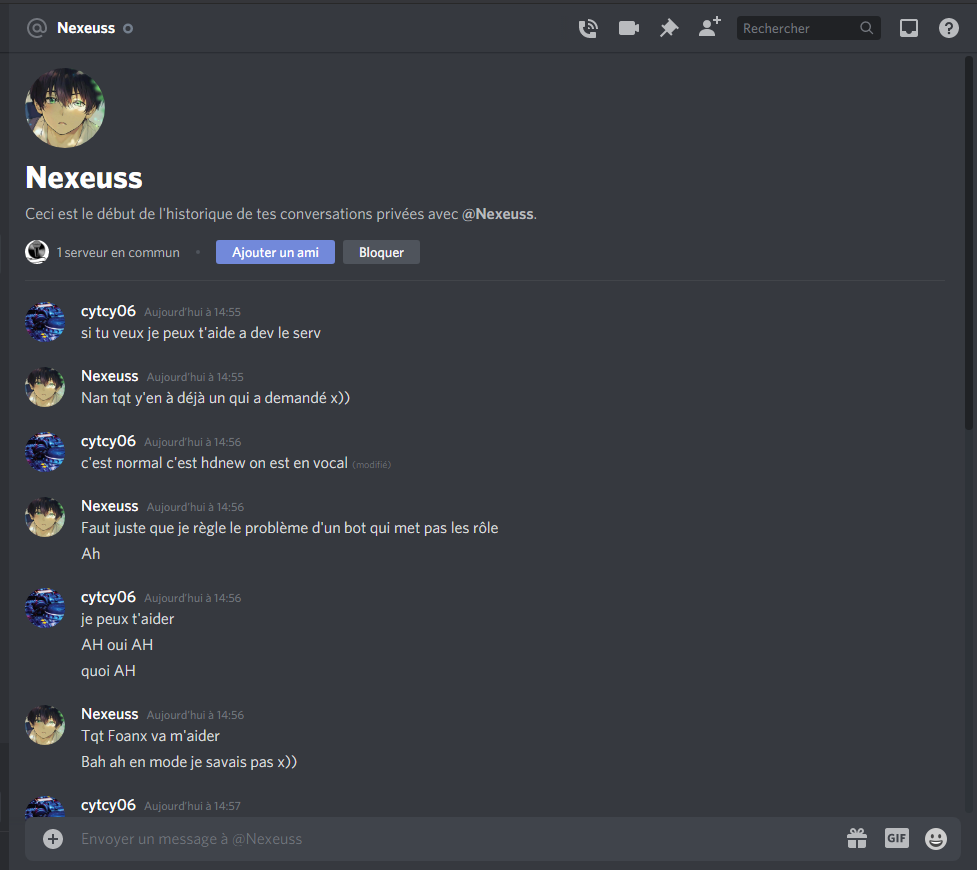 @ Nexeuss
Rechercher
Nexeuss
Ceci est le début de l'historique de tes conversations privées avec @Nexeuss.
1 serveur en commun • Ajouter un ami Bloquer
cytcy06 Aujourd'hui à 14:55
si tu veux je peux t'aide a dev le serv
Nexeuss Aujourd'hui à 14:55
Nan tqt y'en à déjà un qui a demandé x))
cytcy06 Aujourd'hui à 14:56
c'est normal c'est hdnew on est en vocal (modifié)
Nexeuss Aujourd'hui à 14:56
Faut juste que je règle le problème d'un bot qui met pas les rôle
Ah
cytcy06 Aujourd'hui à 14:56
je peux t'aider
AH oui AH
quoi AH
Nexeuss Aujourd'hui à 14:56
Tqt Foanx va m'aider
Bah ah en mode je savais pas x))
cytcy06 Aujourd'hui à 14:57
Envoyer un message à @Nexeuss
GIF